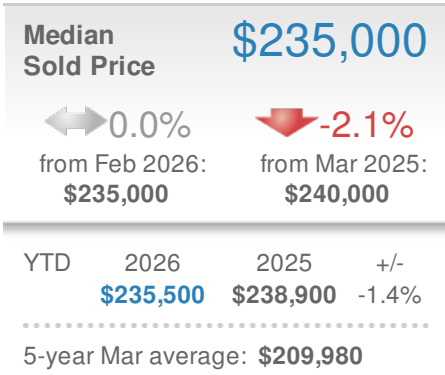 Median
Sold Price
$235,000
0.0%
-2.1%
from Feb 2026:
from Mar 2025:
$235,000
$240,000
YTD 2026 2025 +/-
$235,500 $238,900 -1.4%
5-year Mar average: $209,980